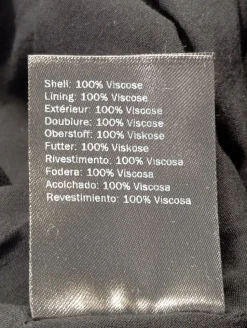 Shell: 100% Viscose
Lining: 100% Viscose
Extérieur: 100% Viscose
Doublure: 100% Viscose
Oberstoff: 100% Viskose
Futter: 100% Viskose
Rivestimento: 100% Viscosa
Fodera: 100% Viscosa
Acolchado: 100% Viscosa
Revestimiento: 100% Viscosa